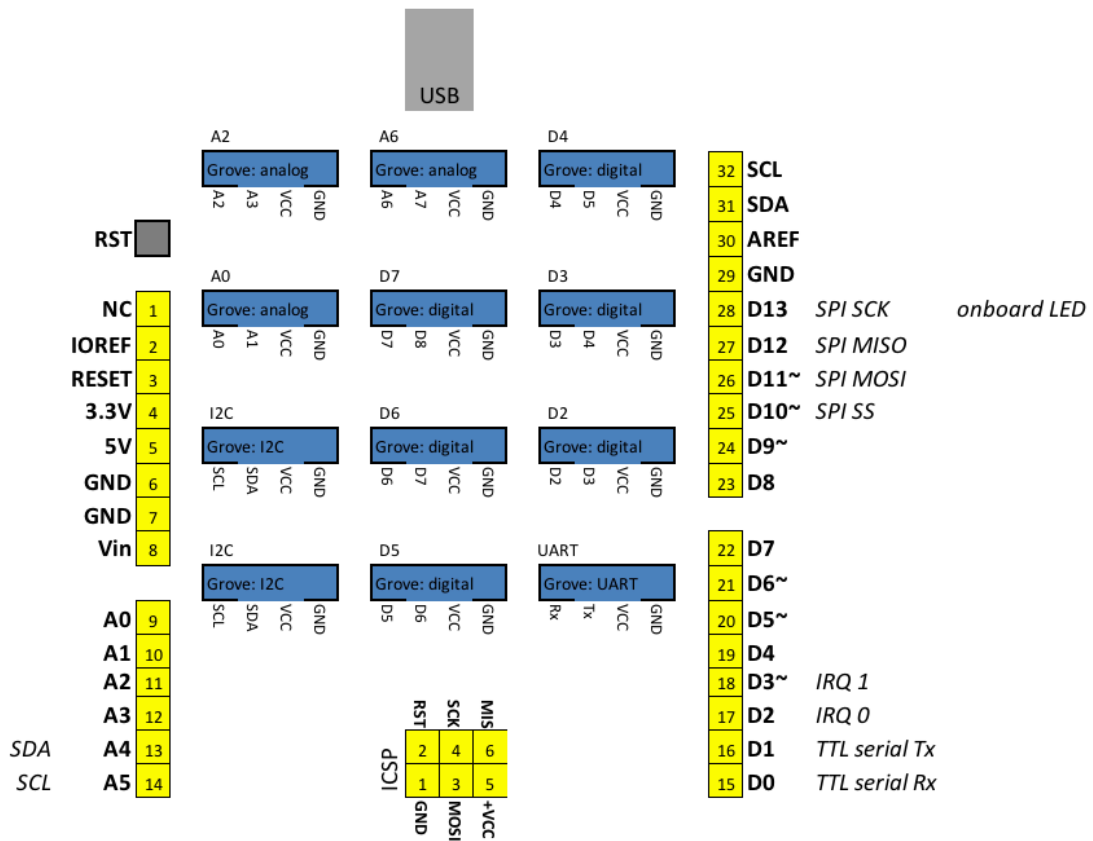 USB
A2 A6 D4
Grove: analog Grove: analog Grove: digital
A2 A3 VCC GND A6 A7 VCC GND D4 D5 VCC GND
32 SCL
31 SDA
RST 30 AREF
29 GND
A0 D7 D3
Grove: analog Grove: digital Grove: digital
A0 A1 VCC GND D7 D8 VCC GND D3 D4 VCC GND
NC 1
IOREF 2
RESET 3
3.3V 4
5V 5
GND 6
GND 7
Vin 8
28 D13 SPI SCK onboard LED
27 D12 SPI MISO
26 D11~ SPI MOSI
25 D10~ SPI SS
24 D9~
23 D8
I2C D6 D2
Grove: I2C Grove: digital Grove: digital
SCL SDA VCC GND D6 D7 VCC GND D2 D3 VCC GND
I2C D5 UART
Grove: I2C Grove: digital Grove: UART
SCL SDA VCC GND D5 D6 VCC GND Rx Tx VCC GND
A0 9
A1 10
A2 11
A3 12
SDA A4 13
SCL A5 14
22 D7
21 D6~
20 D5~
19 D4
18 D3~ IRQ 1
17 D2 IRQ 0
16 D1 TTL serial Tx
15 D0 TTL serial Rx
RST SCK MIS
ICSP
2 4 6
1 3 5
GND MOSI +VCC